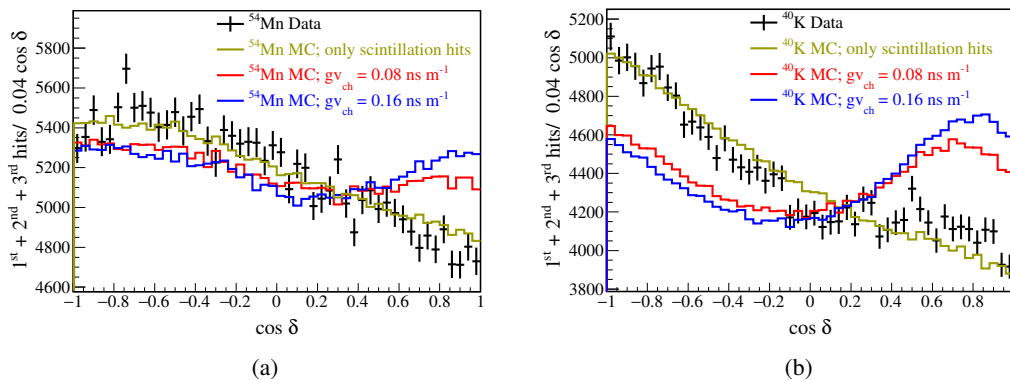 1st + 2nd + 3rd hits/ 0.04 cos δ
5800
5600
5400
5200
5000
4800
4600
54Mn Data
54Mn MC; only scintillation hits
54Mn MC; gvch = 0.08 ns m-1
54Mn MC; gvch = 0.16 ns m-1
−1 −0.8 −0.6 −0.4 −0.2 0 0.2 0.4 0.6 0.8 1
cos δ
(a)
1st + 2nd + 3rd hits/ 0.04 cos δ
5200
5000
4800
4600
4400
4200
4000
3800
40K Data
40K MC; only scintillation hits
40K MC; gvch = 0.08 ns m-1
40K MC; gvch = 0.16 ns m-1
−1 −0.8 −0.6 −0.4 −0.2 0 0.2 0.4 0.6 0.8 1
cos δ
(b)